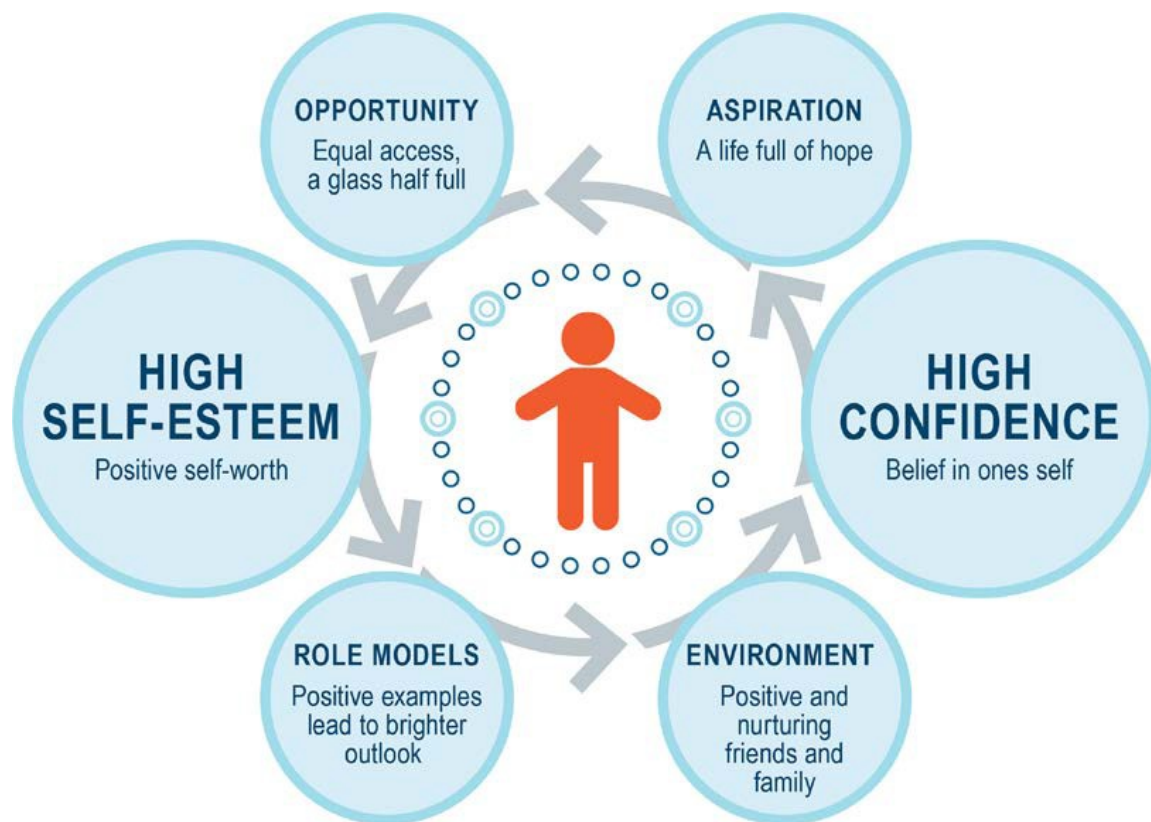 OPPORTUNITY
Equal access,
a glass half full
ASPIRATION
A life full of hope
HIGH
SELF-ESTEEM
Positive self-worth
HIGH
CONFIDENCE
Belief in ones self
ROLE MODELS
Positive examples
lead to brighter
outlook
ENVIRONMENT
Positive and
nurturing
friends and
family